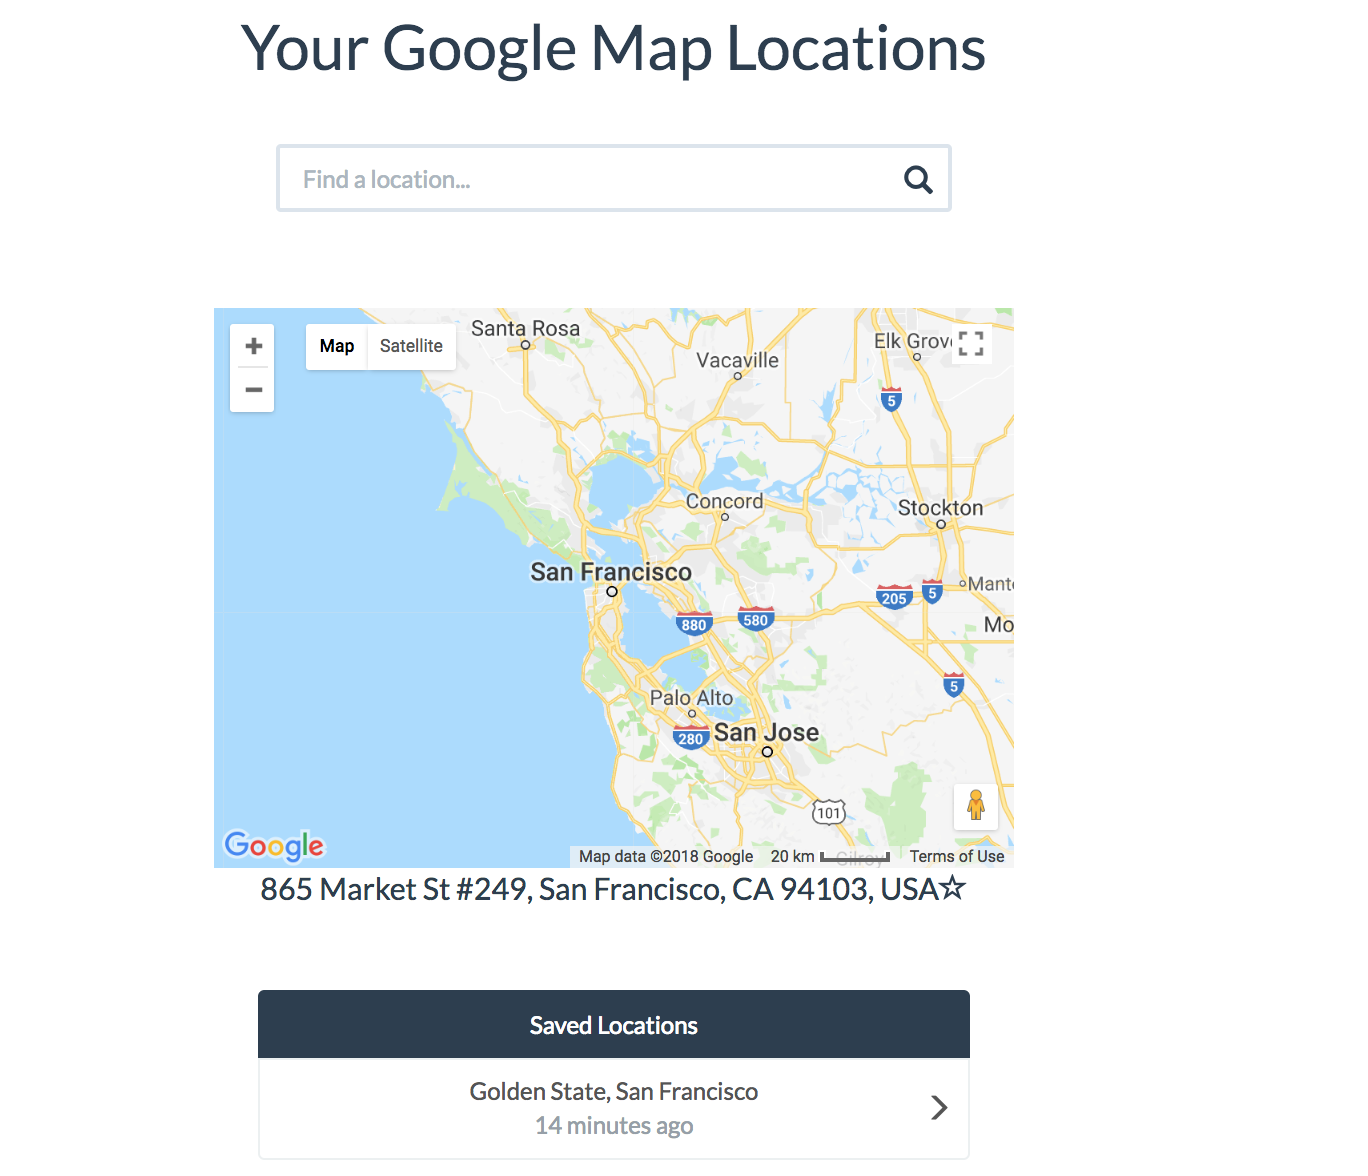 Your Google Map Locations
Find a location...
Map Satellite
Santa Rosa
Vacaville
Elk Grov
5
Concord
Stockton
San Francisco
205
5
Mant
880
580
Mo
5
Palo Alto
280
San Jose
101
Google
Gilroy
Map data ©2018 Google 20 km Terms of Use
865 Market St #249, San Francisco, CA 94103, USA☆
Saved Locations
Golden State, San Francisco
14 minutes ago